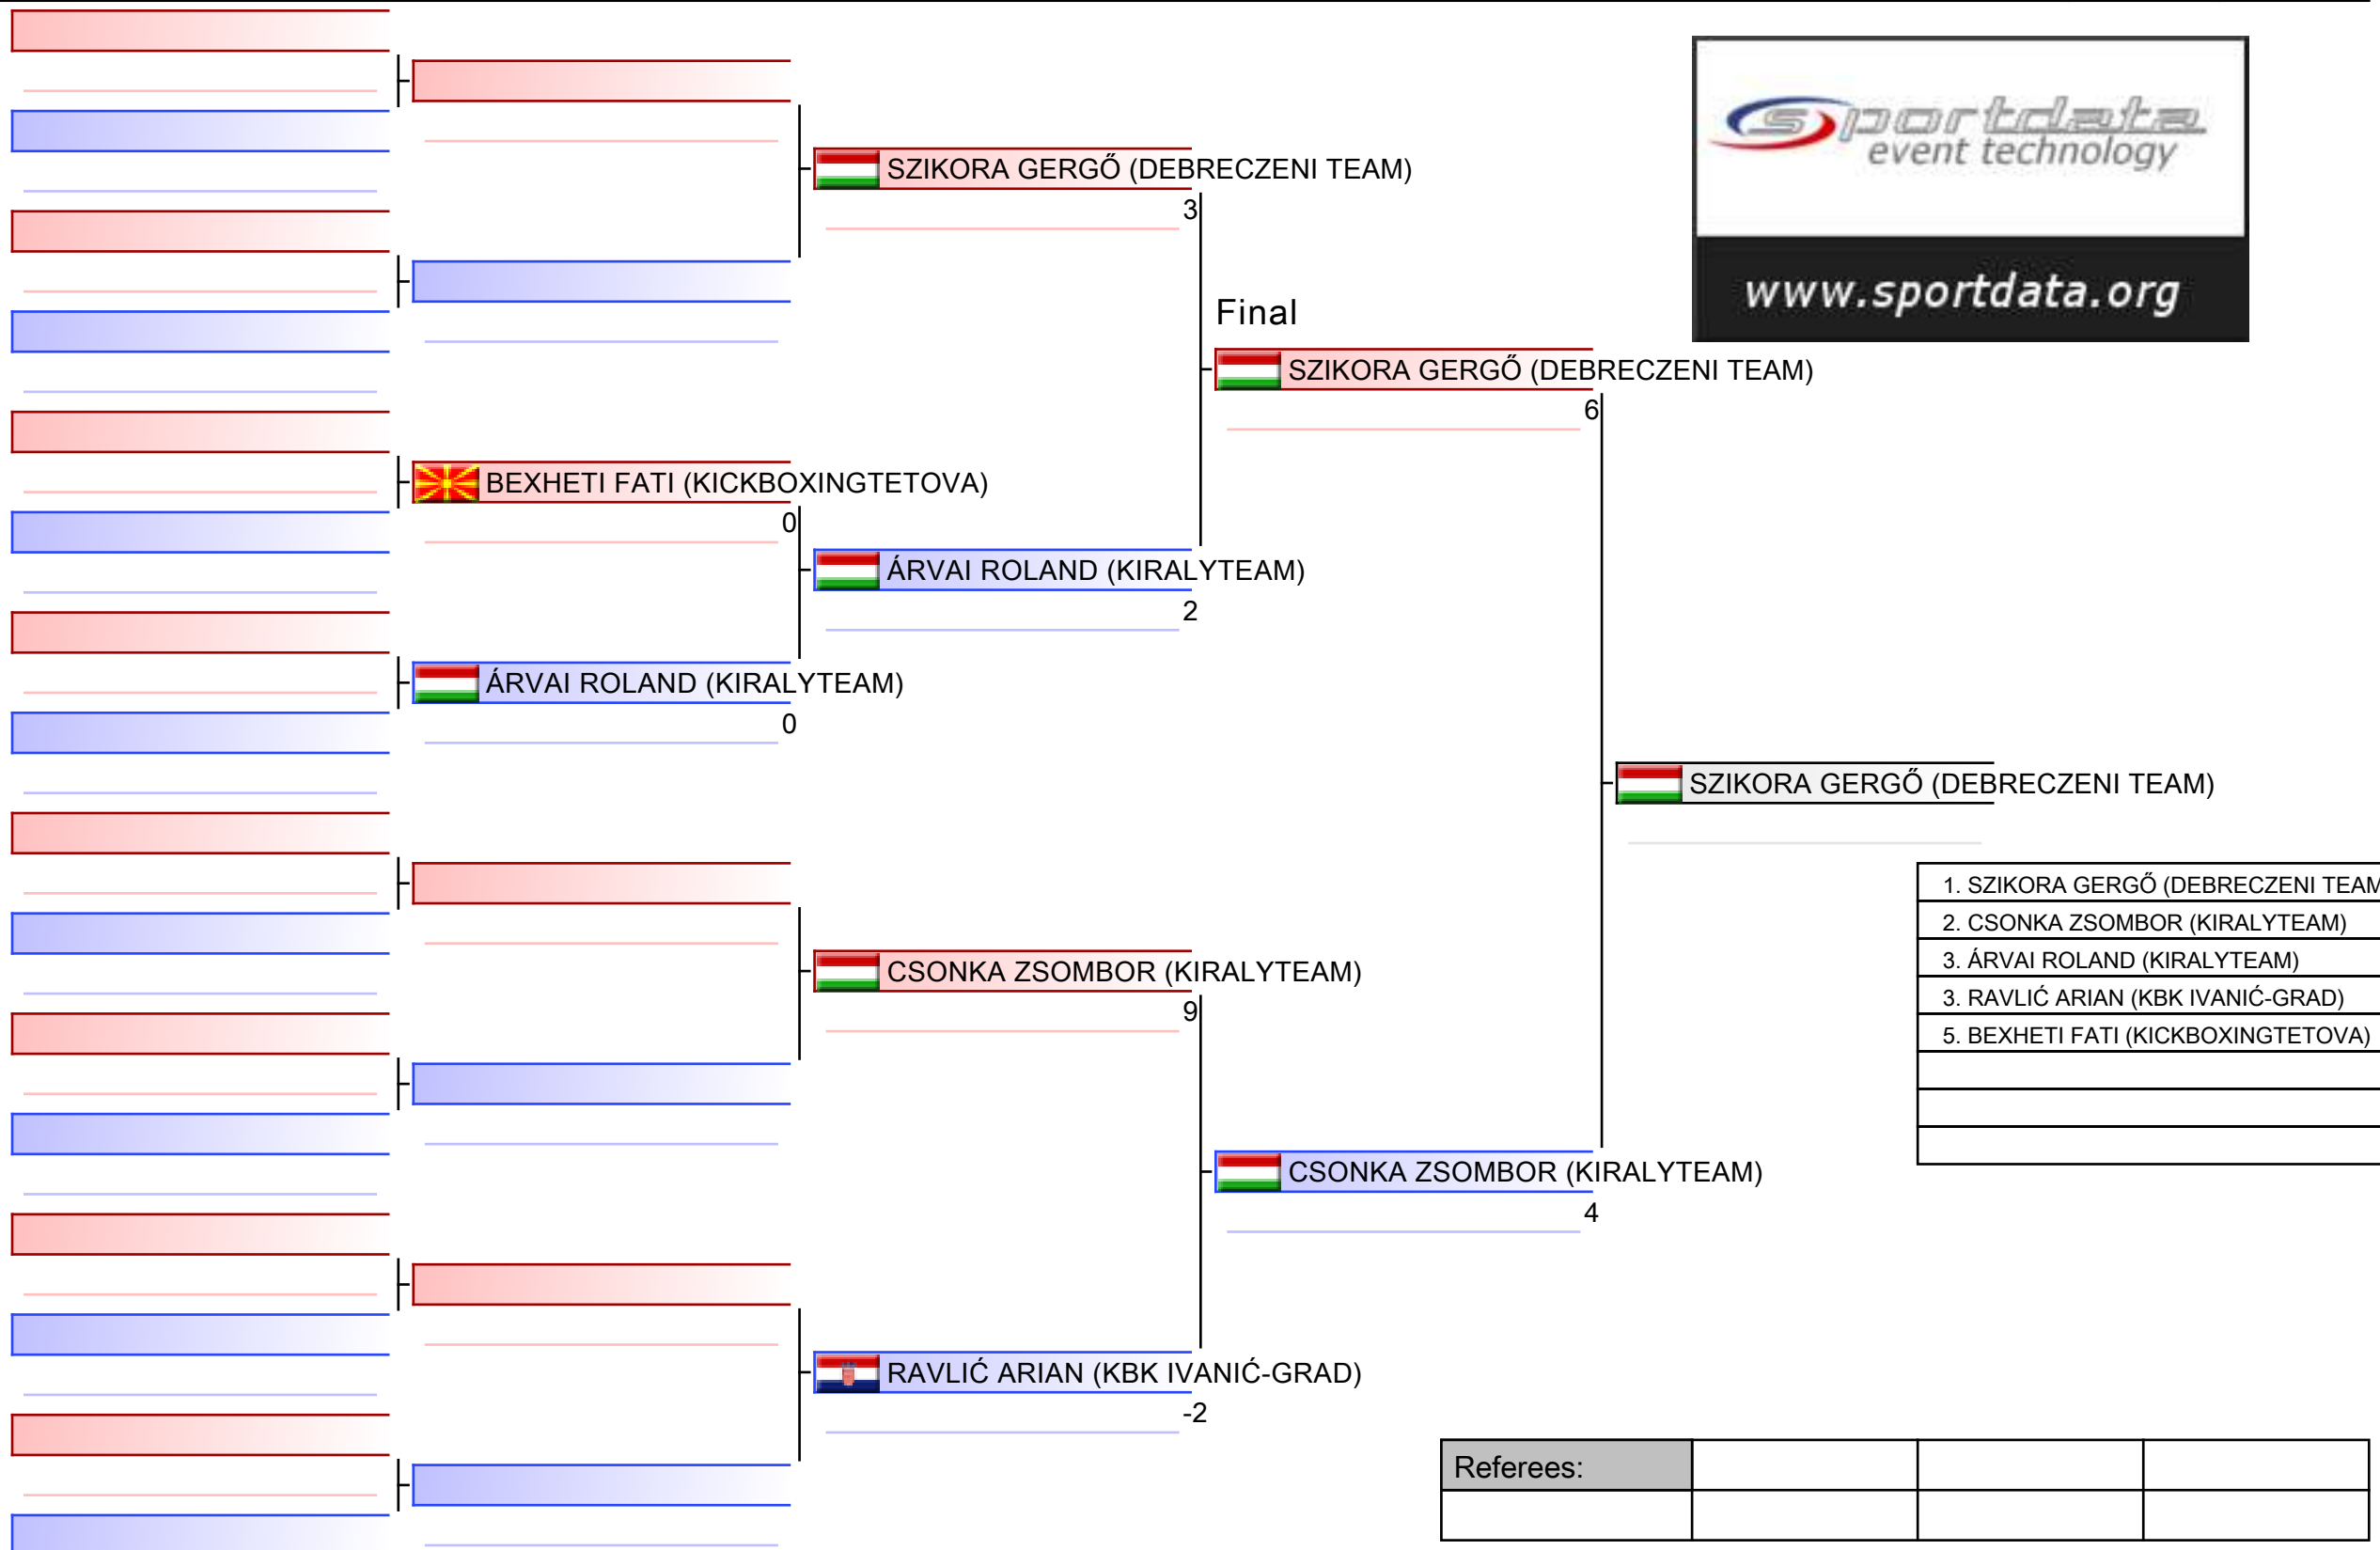 sportdata
event technology
www.sportdata.org
SZIKORA GERGŐ (DEBRECZENI TEAM)
3
Final
SZIKORA GERGŐ (DEBRECZENI TEAM)
6
BEXHETI FATI (KICKBOXINGTETOVA)
0
ÁRVAI ROLAND (KIRALYTEAM)
2
ÁRVAI ROLAND (KIRALYTEAM)
0
SZIKORA GERGŐ (DEBRECZENI TEAM)
1. SZIKORA GERGŐ (DEBRECZENI TEAM
2. CSONKA ZSOMBOR (KIRALYTEAM)
3. ÁRVAI ROLAND (KIRALYTEAM)
3. RAVLIĆ ARIAN (KBK IVANIĆ-GRAD)
5. BEXHETI FATI (KICKBOXINGTETOVA)
CSONKA ZSOMBOR (KIRALYTEAM)
9
CSONKA ZSOMBOR (KIRALYTEAM)
4
RAVLIĆ ARIAN (KBK IVANIĆ-GRAD)
-2
Referees: